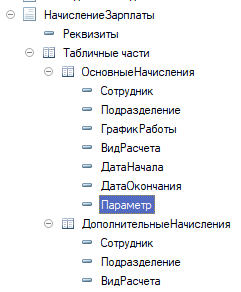 НачислениеЗарплаты
Реквизиты
Табличные части
ОсновныеНачисления
Сотрудник
Подразделение
ГрафикРаботы
ВидРасчета
ДатаНачала
ДатаОкончания
Параметр
ДополнительныеНачисления
Сотрудник
Подразделение
ВидРасчета